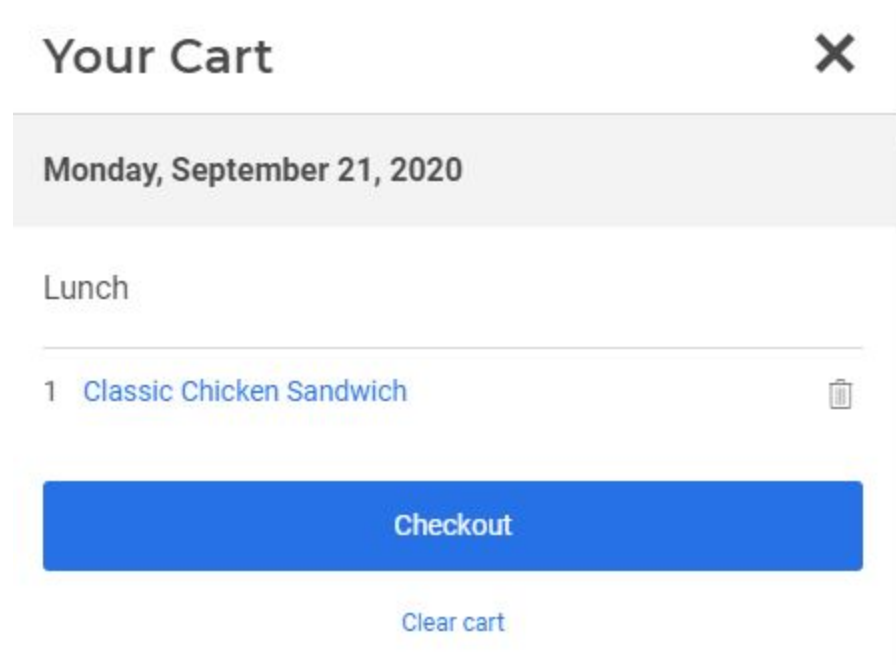 Your Cart
Monday, September 21, 2020
Lunch
1 Classic Chicken Sandwich
Checkout
Clear cart